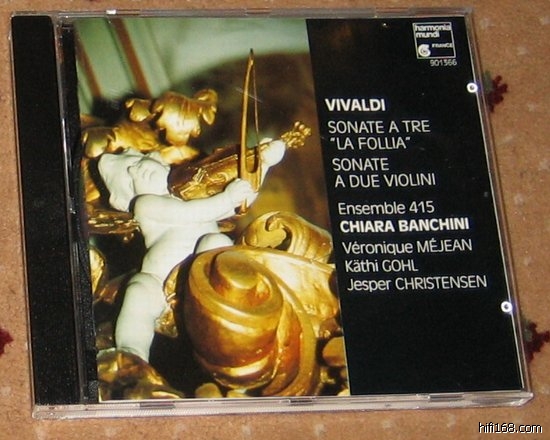 harmonia
mundi
FRANCE
901366
VIVALDI
SONATE A TRE
"LA FOLLIA"
SONATE
A DUE VIOLINI
Ensemble 415
CHIARA BANCHINI
Véronique MÉJEAN
Käthi GOHL
Jesper CHRISTENSEN
hifi168.com